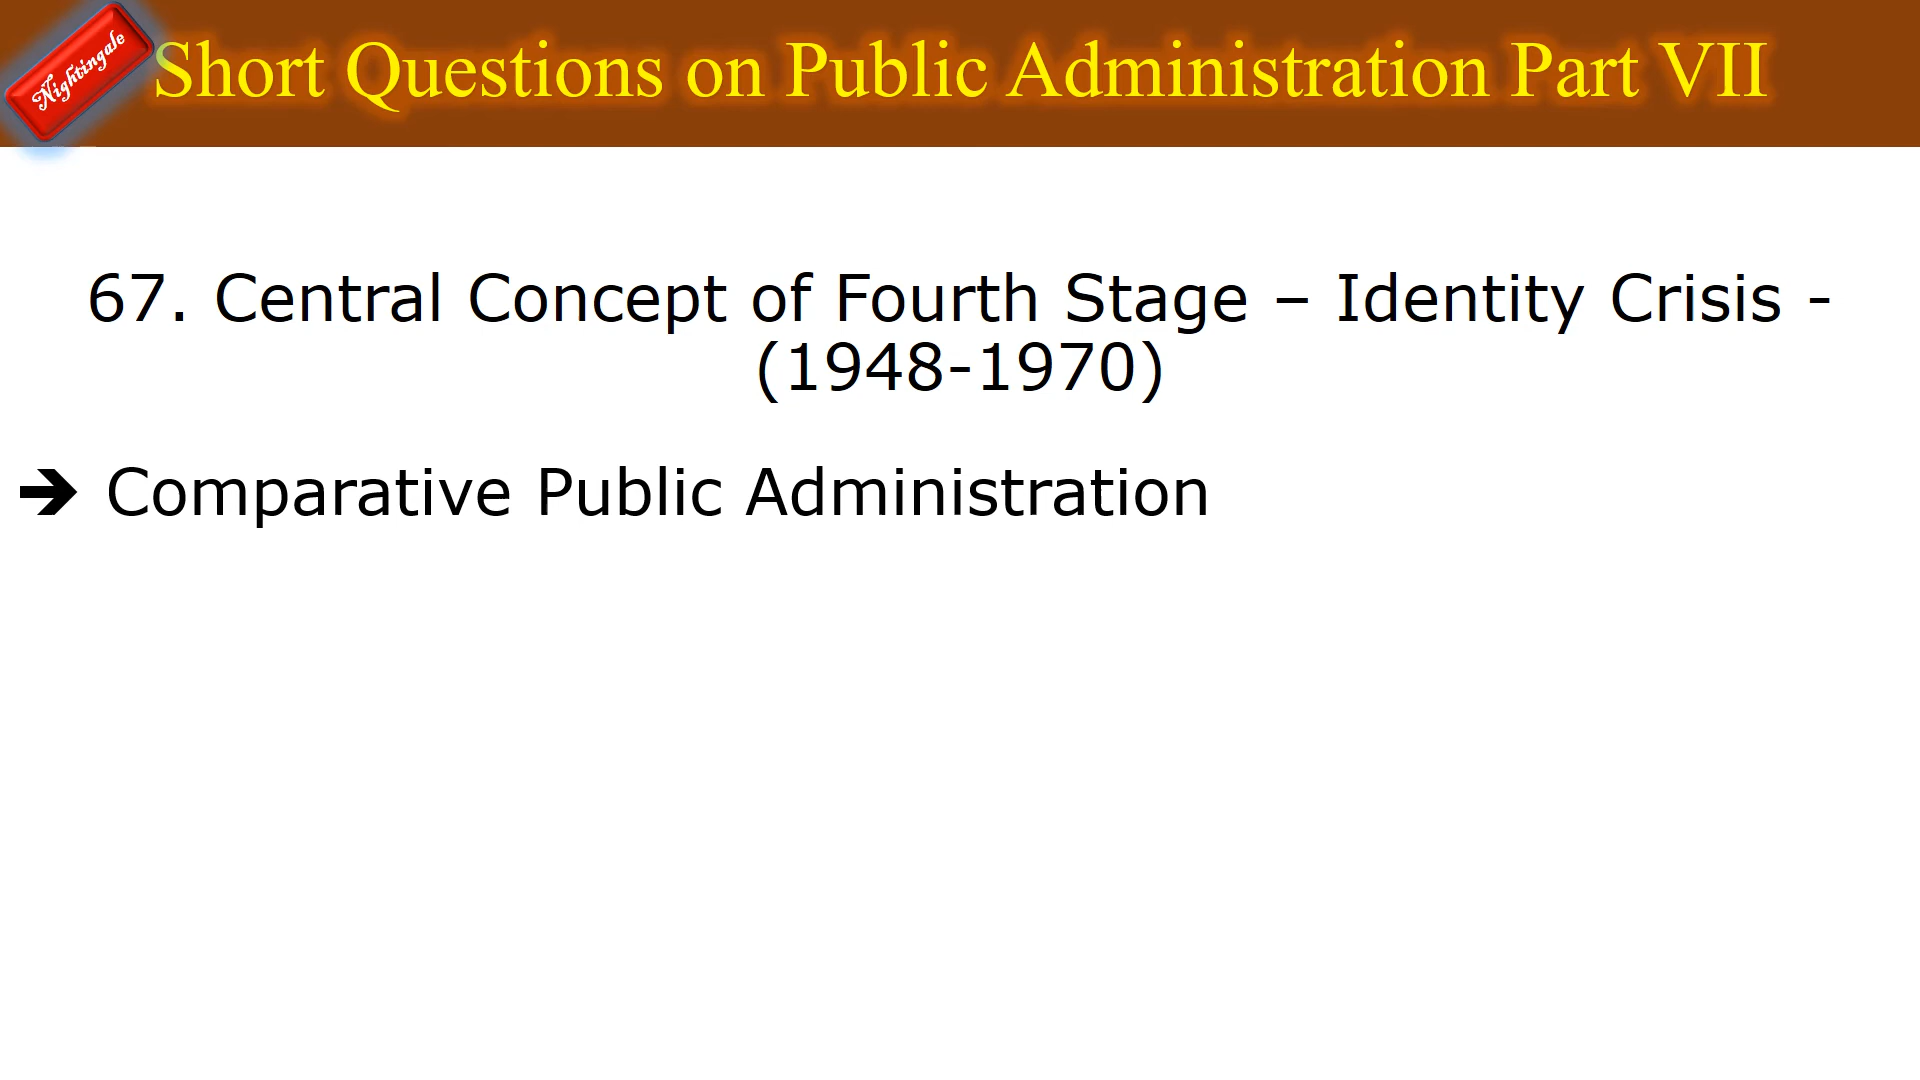 Nightingale
Short Questions on Public Administration Part VII
67. Central Concept of Fourth Stage – Identity Crisis -
(1948-1970)
➔ Comparative Public Administration